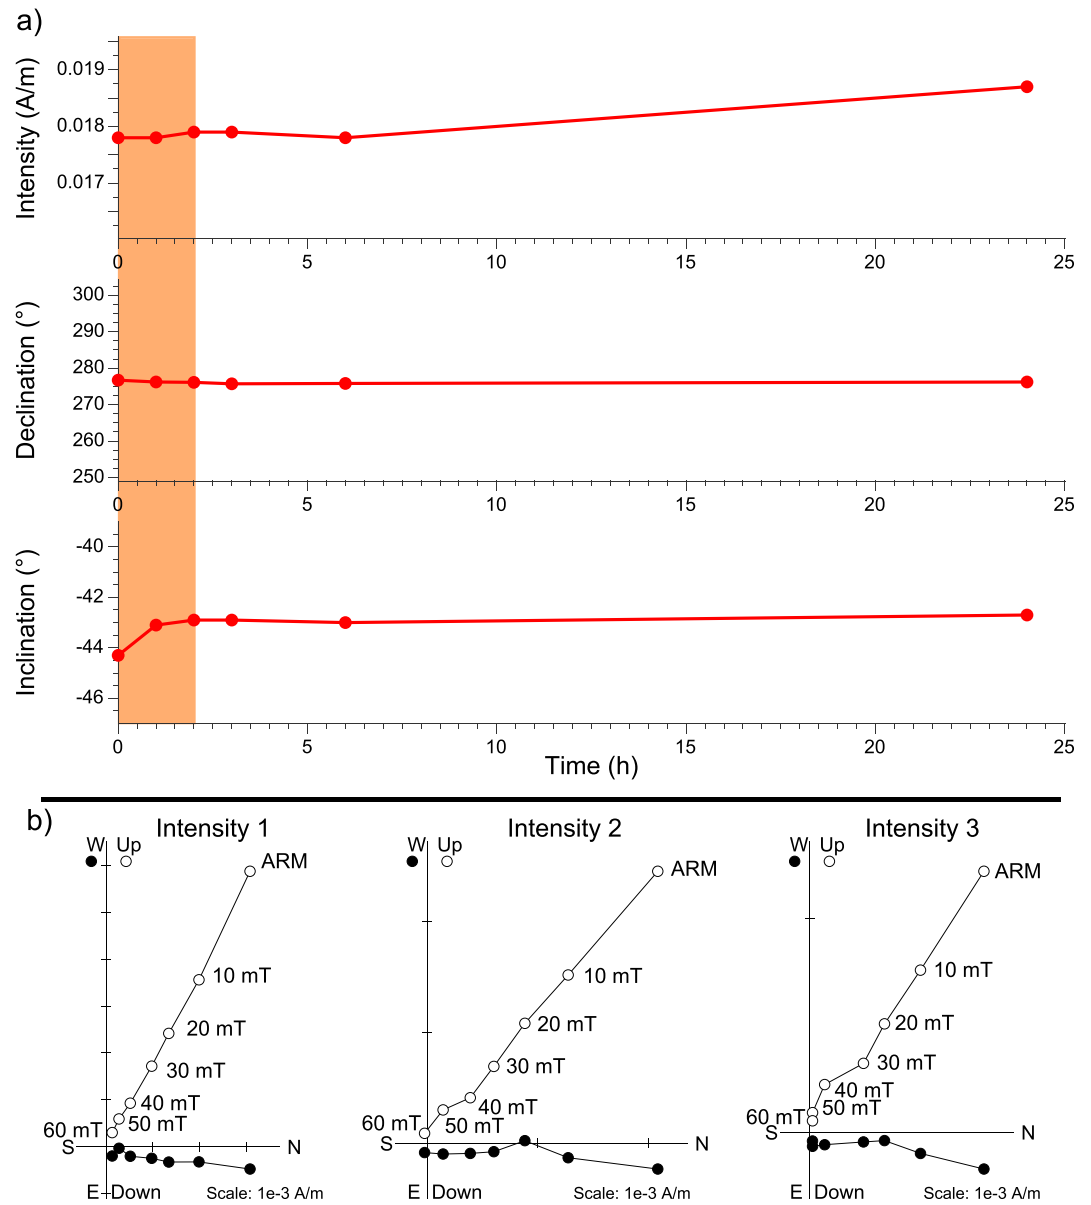 a)
Intensity (A/m)
0.019
0.018
0.017
0 5 10 15 20 25
Declination (°)
300
290
280
270
260
250
0 5 10 15 20 25
Inclination (°)
-40
-42
-44
-46
0 5 10 15 20 25
Time (h)
b)
Intensity 1
W Up
ARM
10 mT
20 mT
30 mT
40 mT
50 mT
60 mT
S N
E Down
Scale: 1e-3 A/m
Intensity 2
W Up
ARM
10 mT
20 mT
30 mT
40 mT
50 mT
60 mT
S N
E Down
Scale: 1e-3 A/m
Intensity 3
W Up
ARM
10 mT
20 mT
30 mT
40 mT
50 mT
60 mT
S N
E Down
Scale: 1e-3 A/m